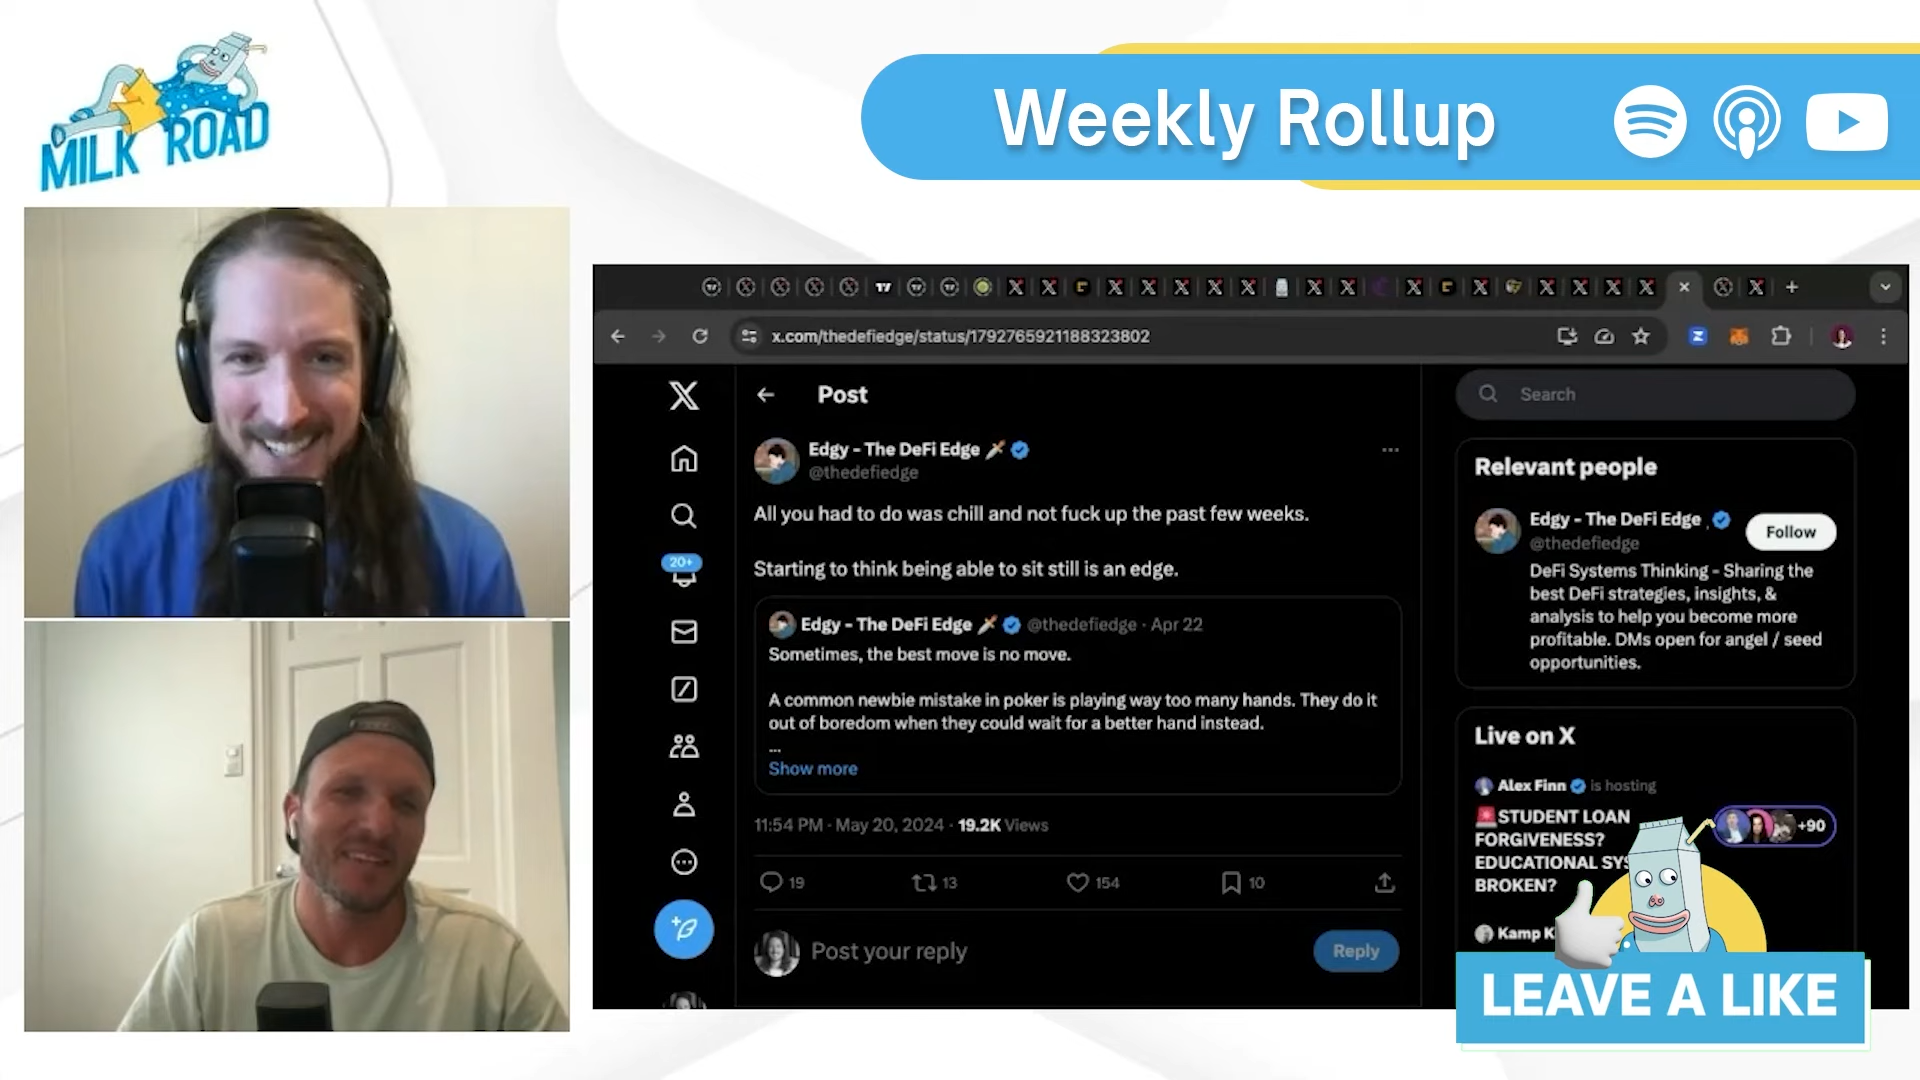 MILK ROAD
Weekly Rollup
x.com/thedefiedge/status/1792765921188323802
Post
Search
Edgy - The DeFi Edge
@thedefiedge
All you had to do was chill and not fuck up the past few weeks.
Starting to think being able to sit still is an edge.
20+
Edgy - The DeFi Edge @thedefiedge · Apr 22
Sometimes, the best move is no move.
A common newbie mistake in poker is playing way too many hands. They do it
out of boredom when they could wait for a better hand instead.
...
Show more
11:54 PM · May 20, 2024 · 19.2K Views
19
13
154
10
Post your reply
Reply
Relevant people
Edgy - The DeFi Edge
@thedefiedge
Follow
DeFi Systems Thinking - Sharing the
best DeFi strategies, insights, &
analysis to help you become more
profitable. DMs open for angel / seed
opportunities.
Live on X
Alex Finn is hosting
STUDENT LOAN
FORGIVENESS?
EDUCATIONAL
BROKEN?
+90
Kamp
LEAVE A LIKE